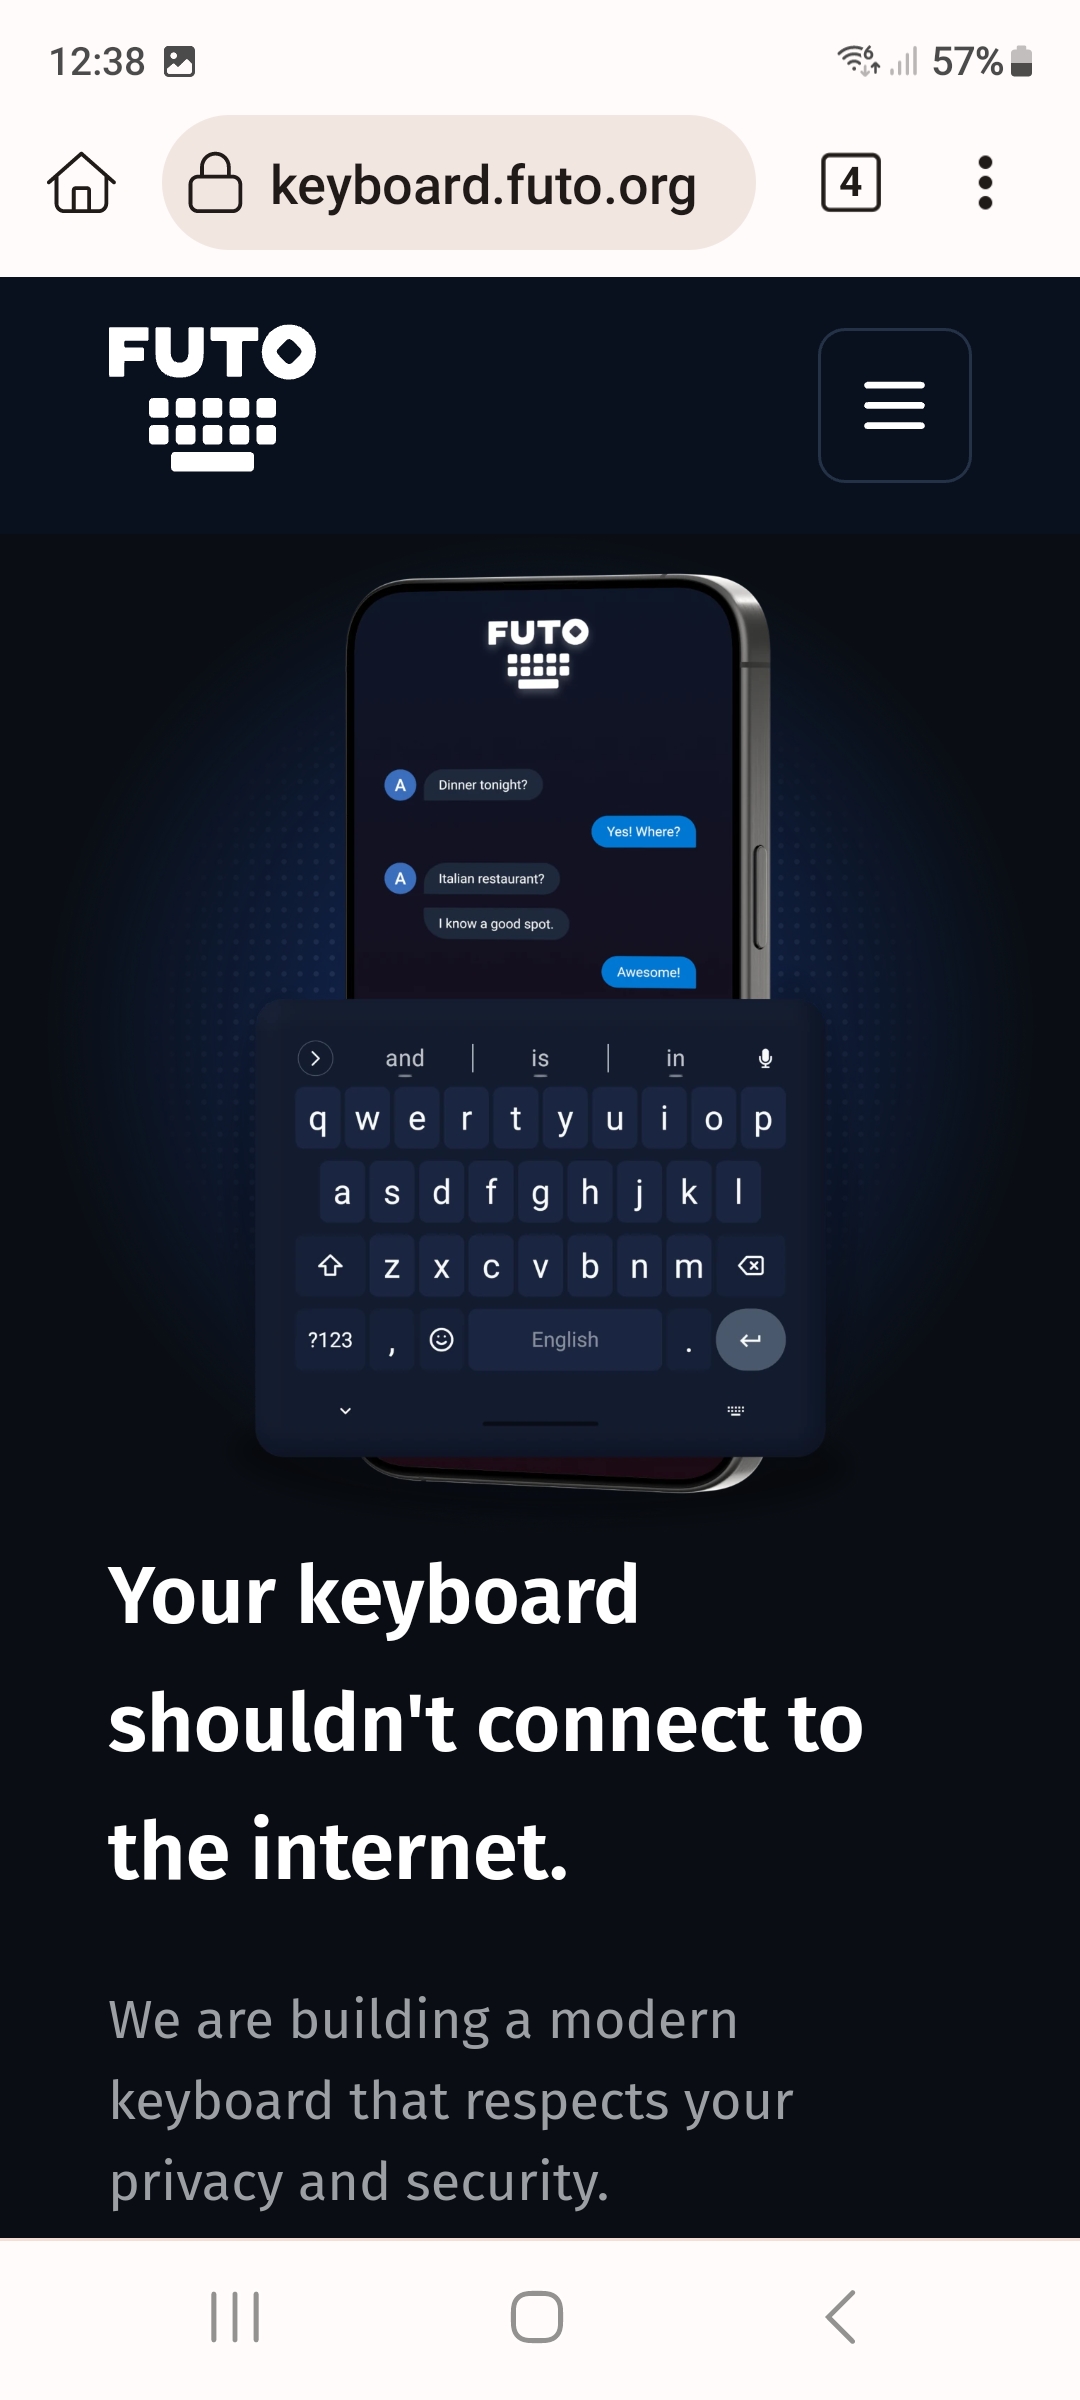 12:38
6
57%
keyboard.futo.org
4
FUTO
FUTO
A
Dinner tonight?
Yes! Where?
A
Italian restaurant?
I know a good spot.
Awesome!
and is in
q w e r t y u i o p
a s d f g h j k l
z x c v b n m
?123 , English .
Your keyboard
shouldn't connect to
the internet.
We are building a modern
keyboard that respects your
privacy and security.